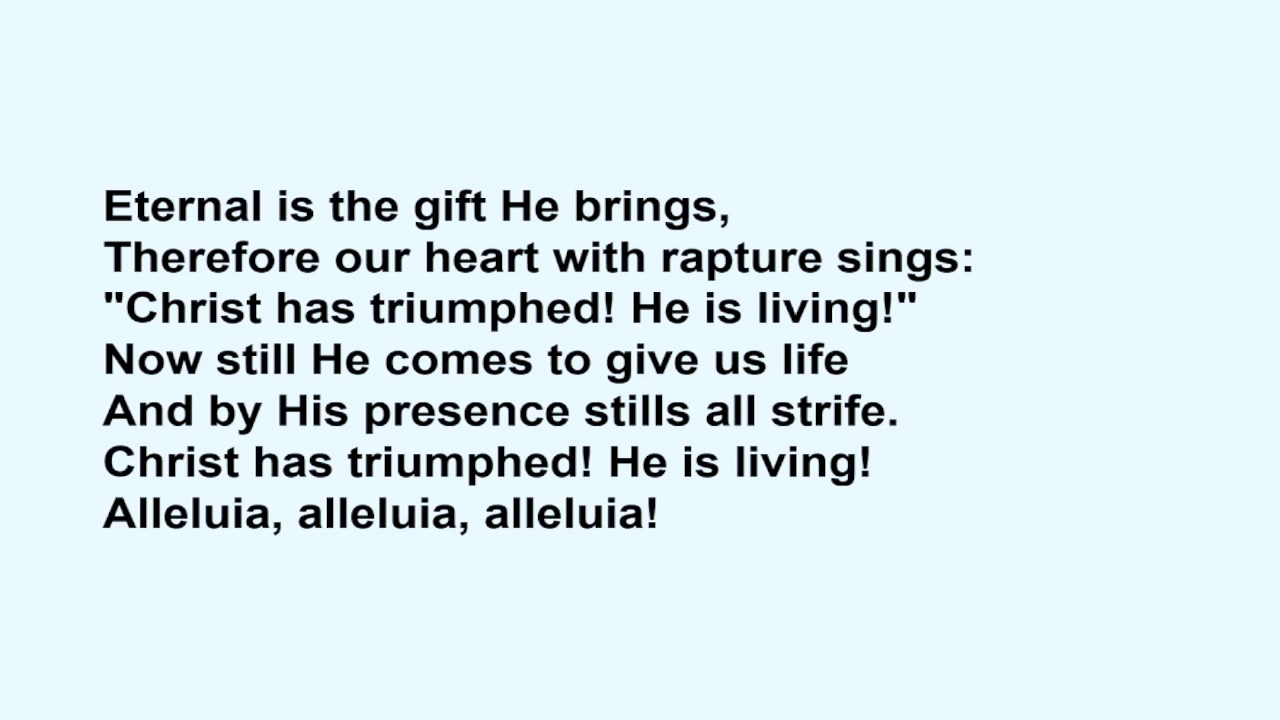 Eternal is the gift He brings,
Therefore our heart with rapture sings:
"Christ has triumphed! He is living!"
Now still He comes to give us life
And by His presence stills all strife.
Christ has triumphed! He is living!
Alleluia, alleluia, alleluia!